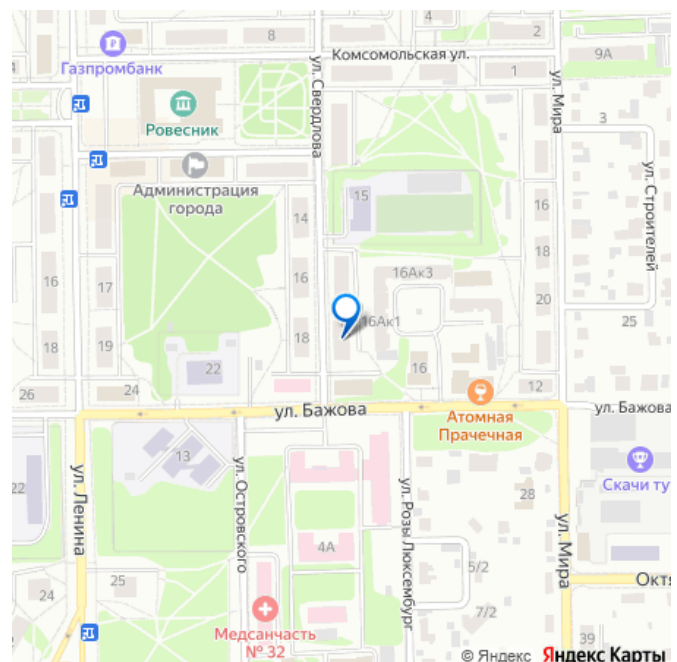 4
2
8
Комсомольская ул.
9А
14
Газпромбанк
1
ул. Свердлова
ул. Мира
Ровесник
3
ул. Строителей
Администрация
города
15
14
16
16
17
16
16Ак3
18
20
16Ак1
25
18
19
18
22
16
26
24
12
ул. Бажова
ул. Бажова
Атомная
Прачечная
13
22
ул. Ленина
ул. Островского
ул. Розы Люксембург
28
Скачи ту
ул. Мира
4А
5/2
25
24
Октя
7/2
Медсанчасть
№ 32
39
© Яндекс Яндекс Карты